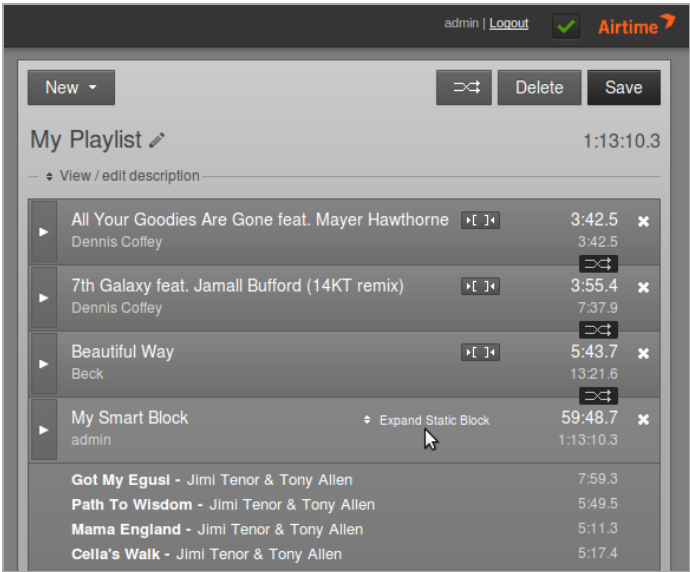 admin | Logout
Airtime
New
Delete
Save
My Playlist
1:13:10.3
View / edit description
All Your Goodies Are Gone feat. Mayer Hawthorne 3:42.5
Dennis Coffey 3:42.5
7th Galaxy feat. Jamall Bufford (14KT remix) 3:55.4
Dennis Coffey 7:37.9
Beautiful Way 5:43.7
Beck 13:21.6
My Smart Block Expand Static Block 59:48.7
admin 1:13:10.3
Got My Egusi - Jimi Tenor & Tony Allen 7:59.3
Path To Wisdom - Jimi Tenor & Tony Allen 5:49.5
Mama England - Jimi Tenor & Tony Allen 5:11.3
Cella's Walk - Jimi Tenor & Tony Allen 5:17.4